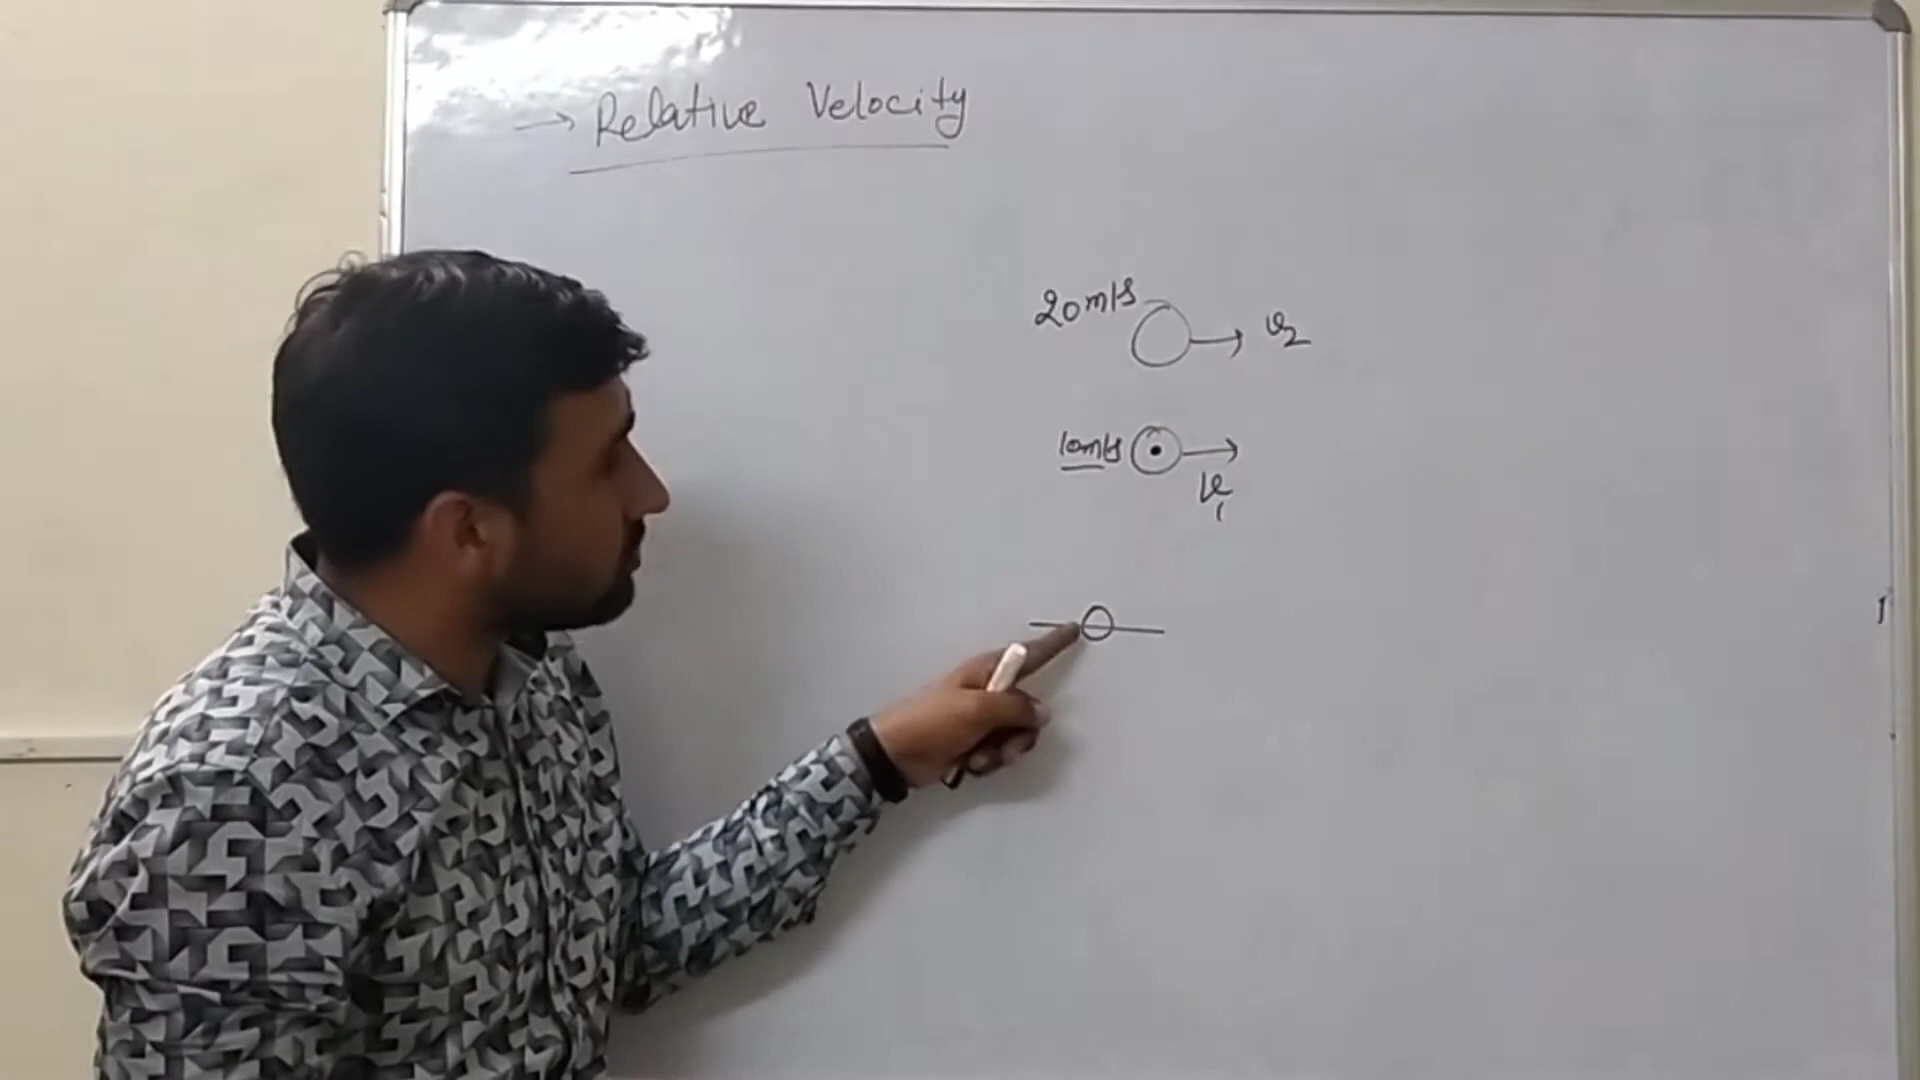 → Relative Velocity
20m/s → v2
10m/s →
v1